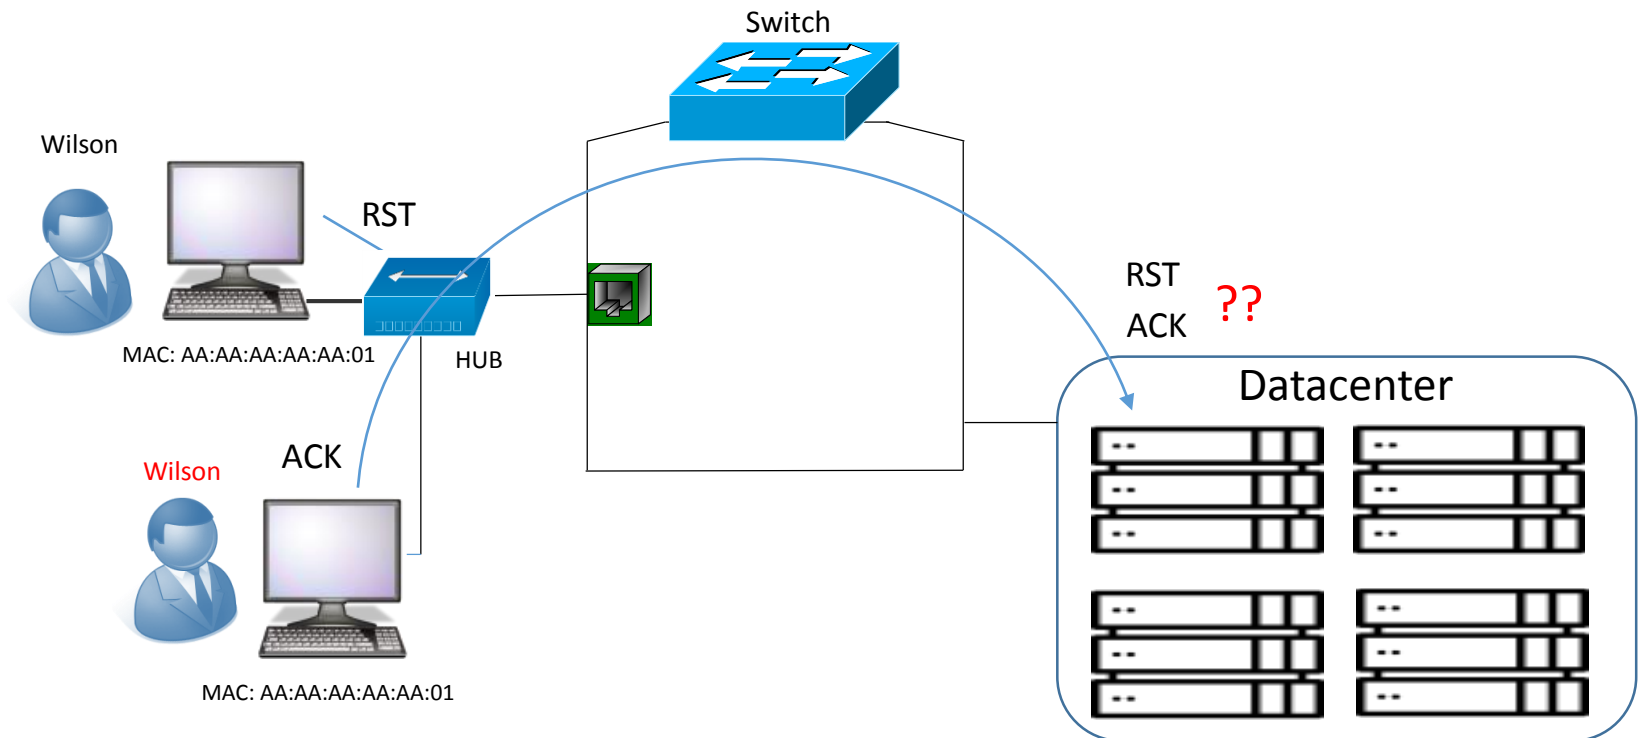 Switch
Wilson
RST
MAC: AA:AA:AA:AA:AA:01
HUB
RST
ACK
??
Datacenter
Wilson
ACK
MAC: AA:AA:AA:AA:AA:01